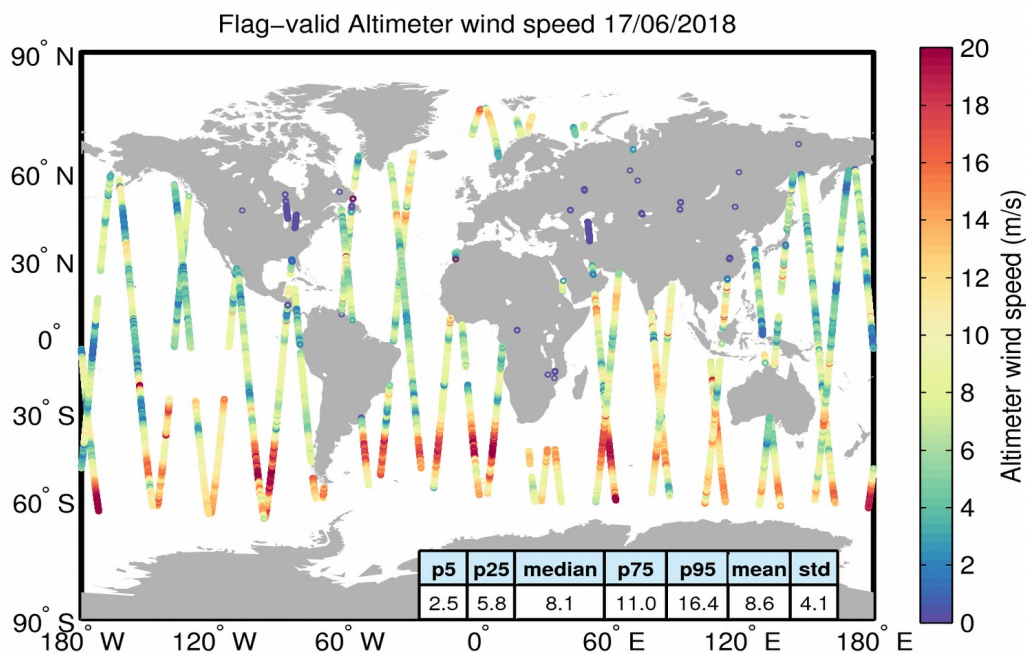 Flag−valid Altimeter wind speed 17/06/2018
90° N
60° N
30° N
0°
30° S
60° S
90° S
180° W
120° W
60° W
0°
60° E
120° E
180° E
p5 p25 median p75 p95 mean std
2.5 5.8 8.1 11.0 16.4 8.6 4.1
20
18
16
14
12
10
8
6
4
2
0
Altimeter wind speed (m/s)